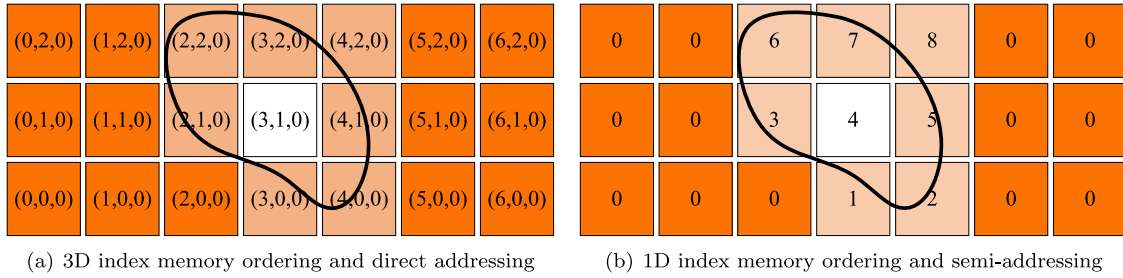 (0,2,0) (1,2,0) (2,2,0) (3,2,0) (4,2,0) (5,2,0) (6,2,0) 0 0 6 7 8 0 0
(0,1,0) (1,1,0) (2,1,0) (3,1,0) (4,1,0) (5,1,0) (6,1,0) 0 0 3 4 5 0 0
(0,0,0) (1,0,0) (2,0,0) (3,0,0) (4,0,0) (5,0,0) (6,0,0) 0 0 0 1 2 0 0
(a) 3D index memory ordering and direct addressing (b) 1D index memory ordering and semi-addressing